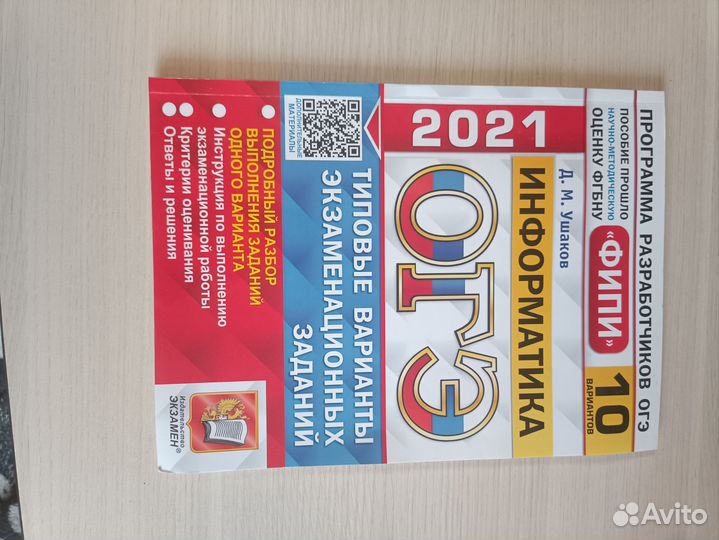 ПРОГРАММА РАЗРАБОТЧИКОВ ОГЭ
ПОСОБИЕ ПРОШЛО
НАУЧНО-МЕТОДИЧЕСКУЮ
ОЦЕНКУ ФГБНУ
«ФИПИ»
10
ВАРИАНТОВ
ИНФОРМАТИКА
Д. М. Ушаков
2021
ОГЭ
ТИПОВЫЕ ВАРИАНТЫ
ЭКЗАМЕНАЦИОННЫХ
ЗАДАНИЙ
ДОПОЛНИТЕЛЬНЫЕ
МАТЕРИАЛЫ
ПОДРОБНЫЙ РАЗБОР
ВЫПОЛНЕНИЯ ЗАДАНИЙ
ОДНОГО ВАРИАНТА
Инструкция по выполнению
экзаменационной работы
Критерии оценивания
Ответы и решения
Издательство
ЭКЗАМЕН®
Avito